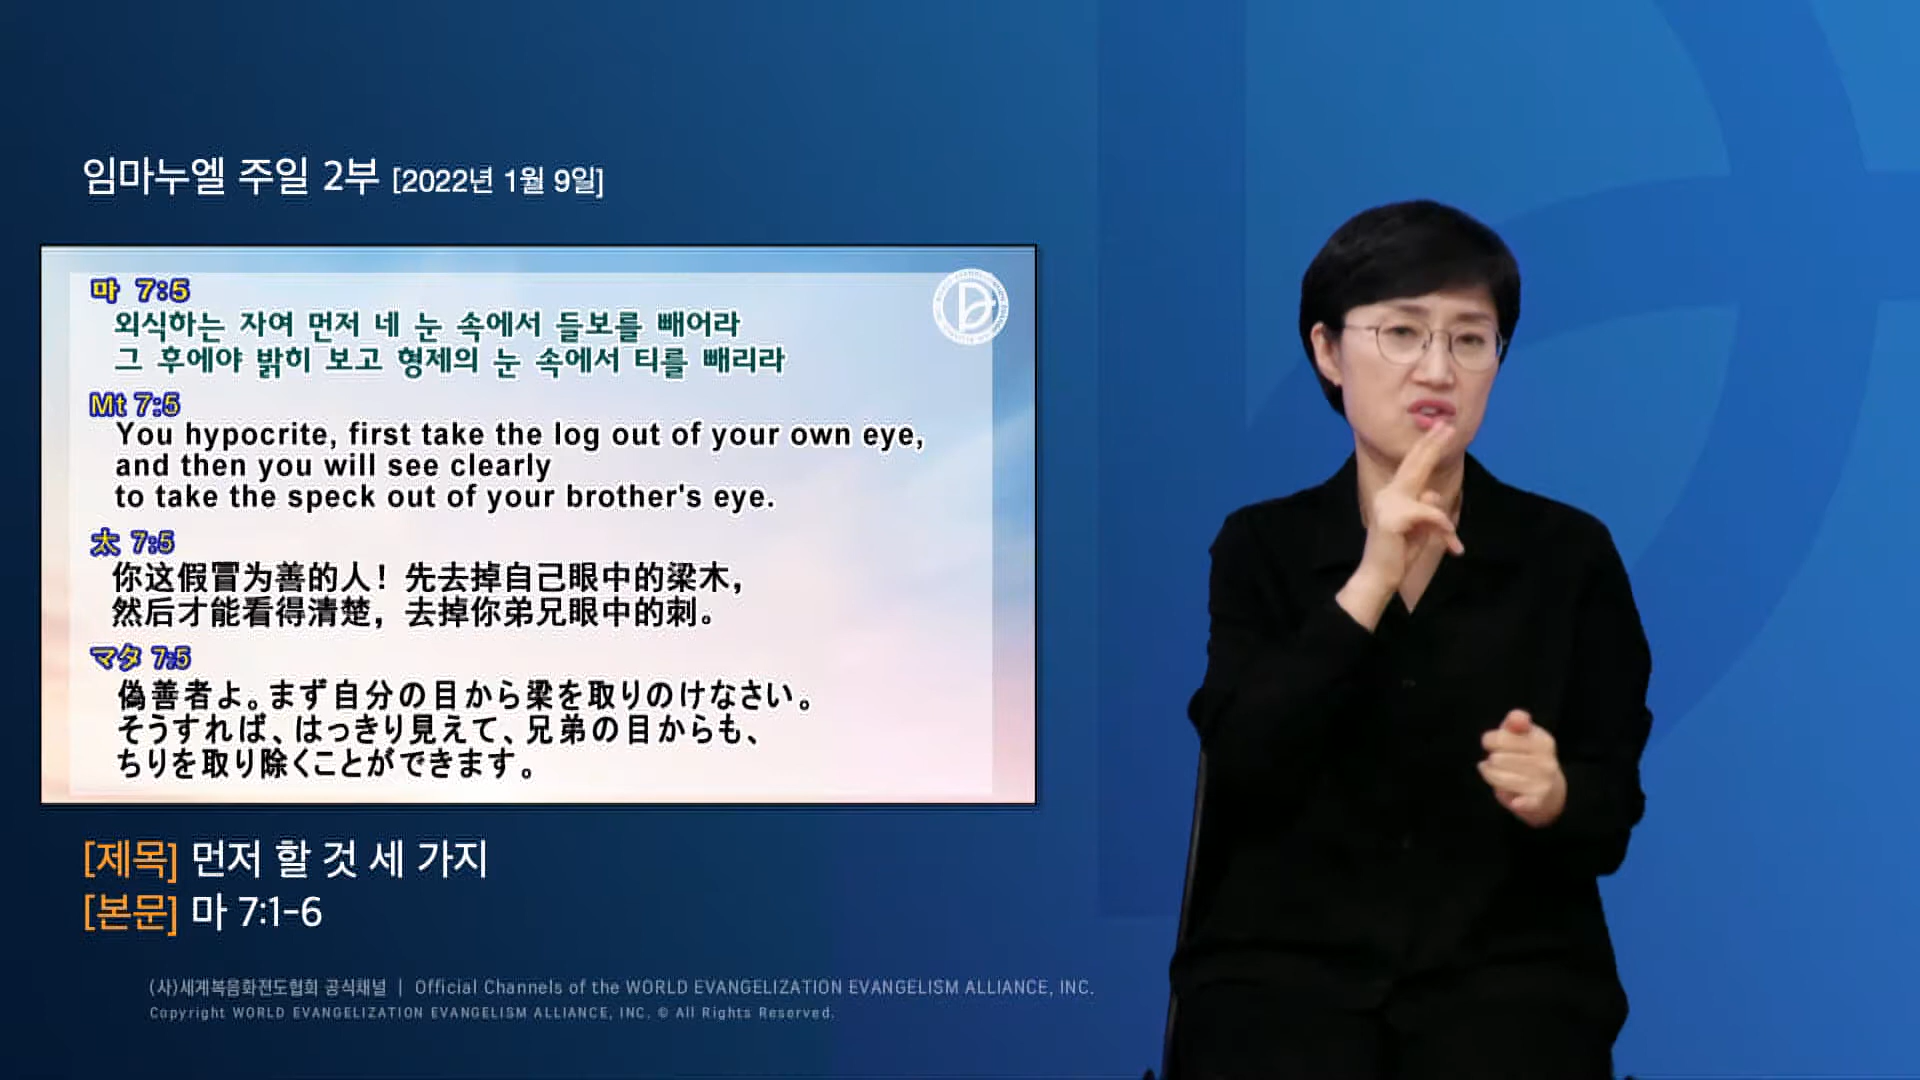 임마누엘 주일 2부 [2022년 1월 9일]
마 7:5
외식하는 자여 먼저 네 눈 속에서 들보를 빼어라
그 후에야 밝히 보고 형제의 눈 속에서 티를 빼리라
Mt 7:5
You hypocrite, first take the log out of your own eye,
and then you will see clearly
to take the speck out of your brother's eye.
太 7:5
你这假冒为善的人！先去掉自己眼中的梁木，
然后才能看得清楚，去掉你弟兄眼中的刺。
マタ 7:5
偽善者よ。まず自分の目から梁を取りのけなさい。
そうすれば、はっきり見えて、兄弟の目からも、
ちりを取り除くことができます。
[제목] 먼저 할 것 세 가지
[본문] 마 7:1-6
(사)세계복음화전도협회 공식채널 | Official Channels of the WORLD EVANGELIZATION EVANGELISM ALLIANCE, INC.
Copyright WORLD EVANGELIZATION EVANGELISM ALLIANCE, INC. © All Rights Reserved.